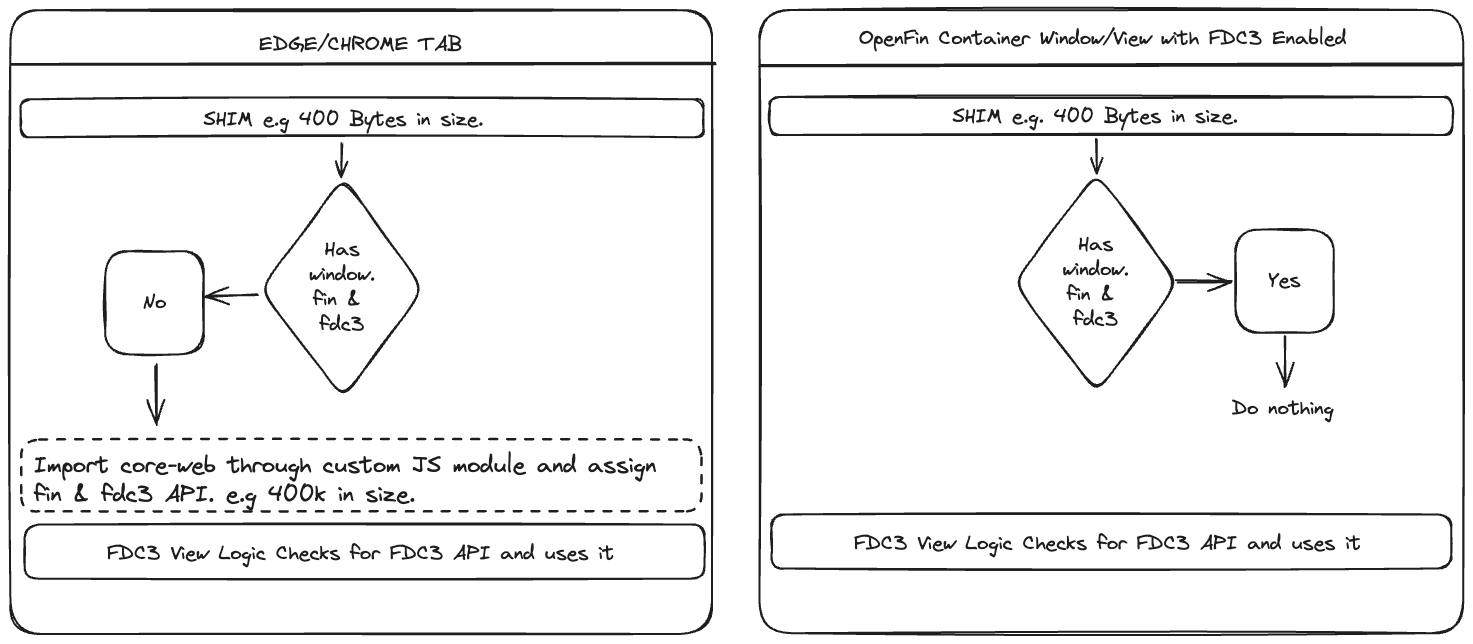 EDGE/CHROME TAB
SHIM e.g 400 Bytes in size.
Has
window.
fin &
fdc3
No
Import core-web through custom JS module and assign
fin & fdc3 API. e.g 400k in size.
FDC3 View Logic Checks for FDC3 API and uses it
OpenFin Container Window/View with FDC3 Enabled
SHIM e.g. 400 Bytes in size.
Has
window.
fin &
fdc3
Yes
Do nothing
FDC3 View Logic Checks for FDC3 API and uses it